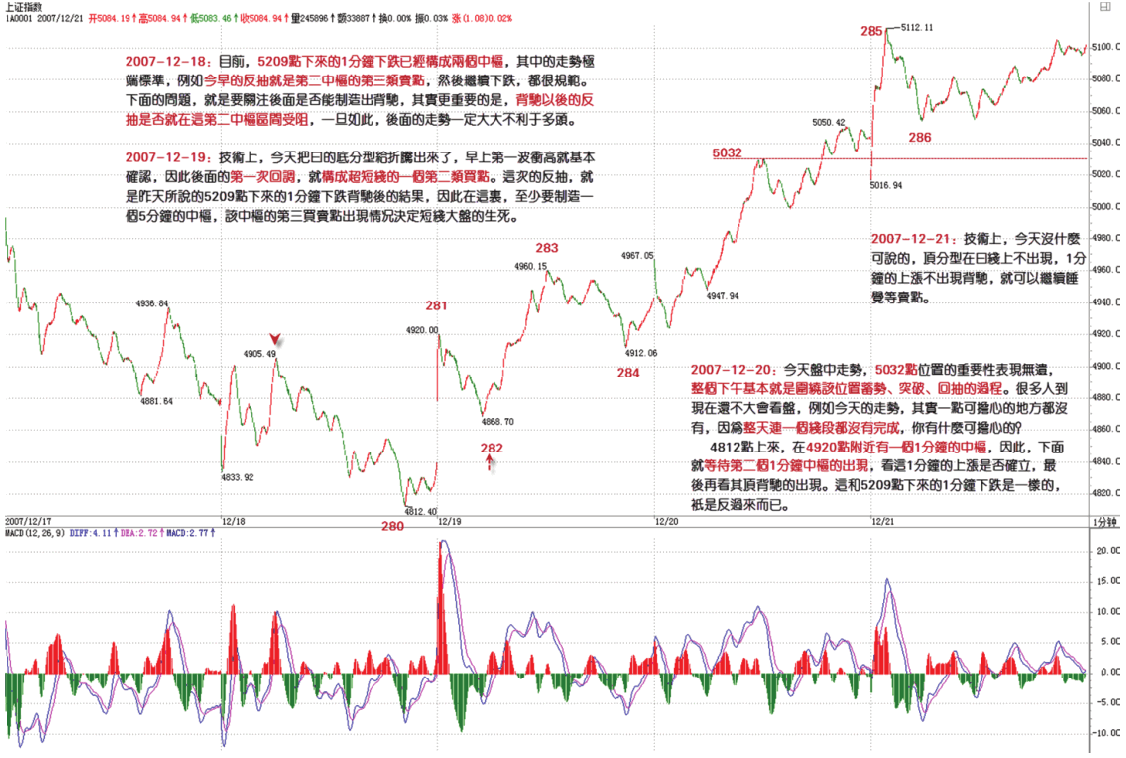 上证指数
1A0001 2007/12/21 开5084.19↑高5084.94↑低5083.46↑收5084.94↑量245896↑额33887↑换0.00% 振0.03% 涨(1.08)0.02%
2007-12-18：目前，5209點下來的1分鐘下跌已經構成兩個中樞，其中的走勢極
端標準，例如今早的反抽就是第二中樞的第三類賣點，然後繼續下跌，都很規範。
下面的問題，就是要關注後面是否能制造出背馳，其實更重要的是，背馳以後的反
抽是否就在這第二中樞區間受阻，一旦如此，後面的走勢一定大大不利于多頭。
2007-12-19：技術上，今天把日的底分型給折騰出來了，早上第一波衝高就基本
確認，因此後面的第一次回調，就構成超短綫的一個第二類買點。這次的反抽，就
是昨天所說的5209點下來的1分鐘下跌背馳後的結果，因此在這裏，至少要制造一
個5分鐘的中樞，該中樞的第三買賣點出現情况决定短綫大盤的生死。
285
5112.11
5100.0
5080.0
5060.0
5040.0
5020.0
5000.0
4980.0
4960.0
4940.0
4920.0
4900.0
4880.0
4860.0
4840.0
4820.0
5050.42
286
5032
5016.94
2007-12-21：技術上，今天沒什麼
可說的，頂分型在日綫上不出現，1分
鐘的上漲不出現背馳，就可以繼續睡
覺等賣點。
283
4960.15
4967.05
4947.94
4936.84
281
4920.00
4905.49
4912.06
284
4881.64
4868.70
282
4833.92
4812.40
280
2007-12-20：今天盤中走勢，5032點位置的重要性表現無遺，
整個下午基本就是圍繞該位置蓄勢、突破、回抽的過程。很多人到
現在還不大會看盤，例如今天的走勢，其實一點可擔心的地方都沒
有，因爲整天連一個綫段都沒有完成，你有什麼可擔心的？
4812點上來，在4920點附近有一個1分鐘的中樞，因此，下面
就等待第二個1分鐘中樞的出現，看這1分鐘的上漲是否確立，最
後再看其頂背馳的出現。這和5209點下來的1分鐘下跌是一樣的，
衹是反過來而已。
2007/12/17 12/18 12/19 12/20 12/21 1分钟
MACD(12,26,9) DIFF:4.11↑DEA:2.72↑MACD:2.77↑
20.00
15.00
10.00
5.00
0.00
-5.00
-10.00